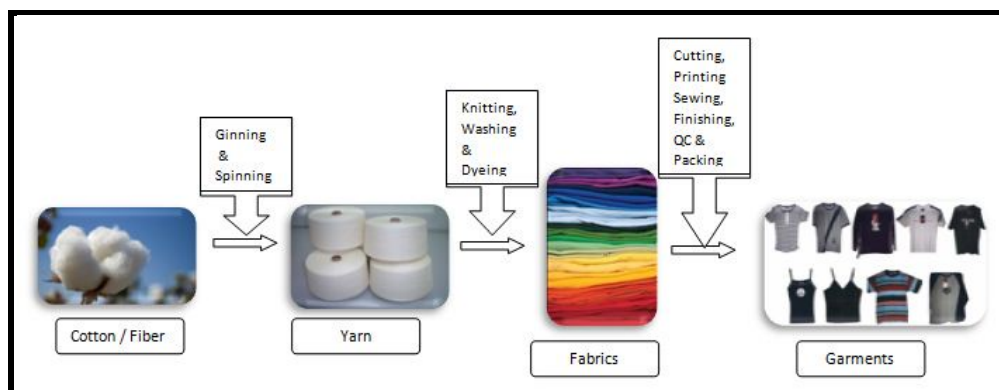 Cutting,
Printing
Sewing,
Finishing,
QC &
Packing
Knitting,
Washing
&
Dyeing
Ginning
&
Spinning
Cotton / Fiber
Yarn
Fabrics
Garments